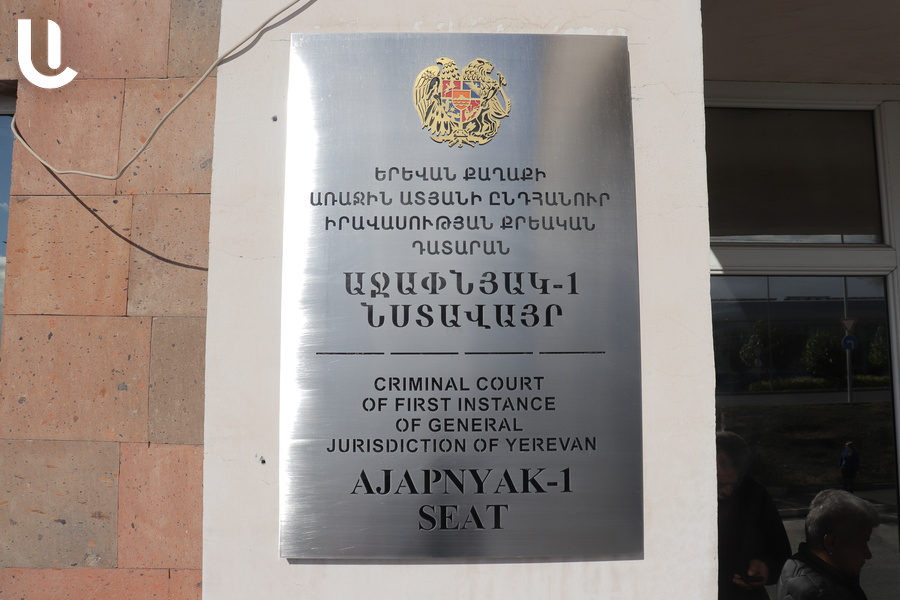 ԵՐԵՎԱՆ ՔԱՂԱՔԻ
ԱՌԱՋԻՆ ԱՏՅԱՆԻ ԸՆԴՀԱՆՈՒՐ
ԻՐԱՎԱՍՈՒԹՅԱՆ ՔՐԵԱԿԱՆ
ԴԱՏԱՐԱՆ
ԱՋԱՓՆՅԱԿ-1
ՆՍՏԱՎԱՅՐ
CRIMINAL COURT
OF FIRST INSTANCE
OF GENERAL
JURISDICTION OF YEREVAN
AJAPNYAK-1
SEAT